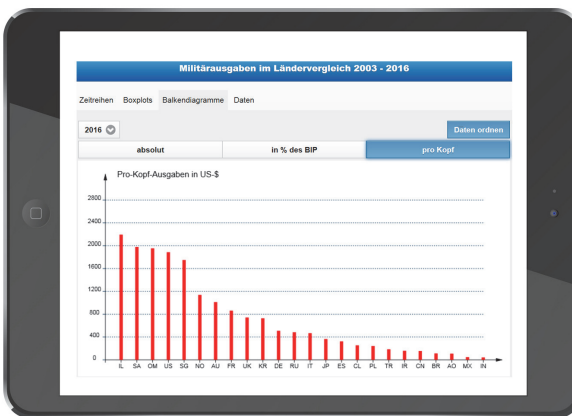 Militärausgaben im Ländervergleich 2003 - 2016
Zeitreihen Boxplots Balkendiagramme Daten
2016 Daten ordnen
absolut in % des BIP pro Kopf
Pro-Kopf-Ausgaben in US-$
2800
2400
2000
1600
1200
800
400
0
IL SA OM US SG NO AU FR UK KR DE RU IT JP ES CL PL TR IR CN BR AO MX IN